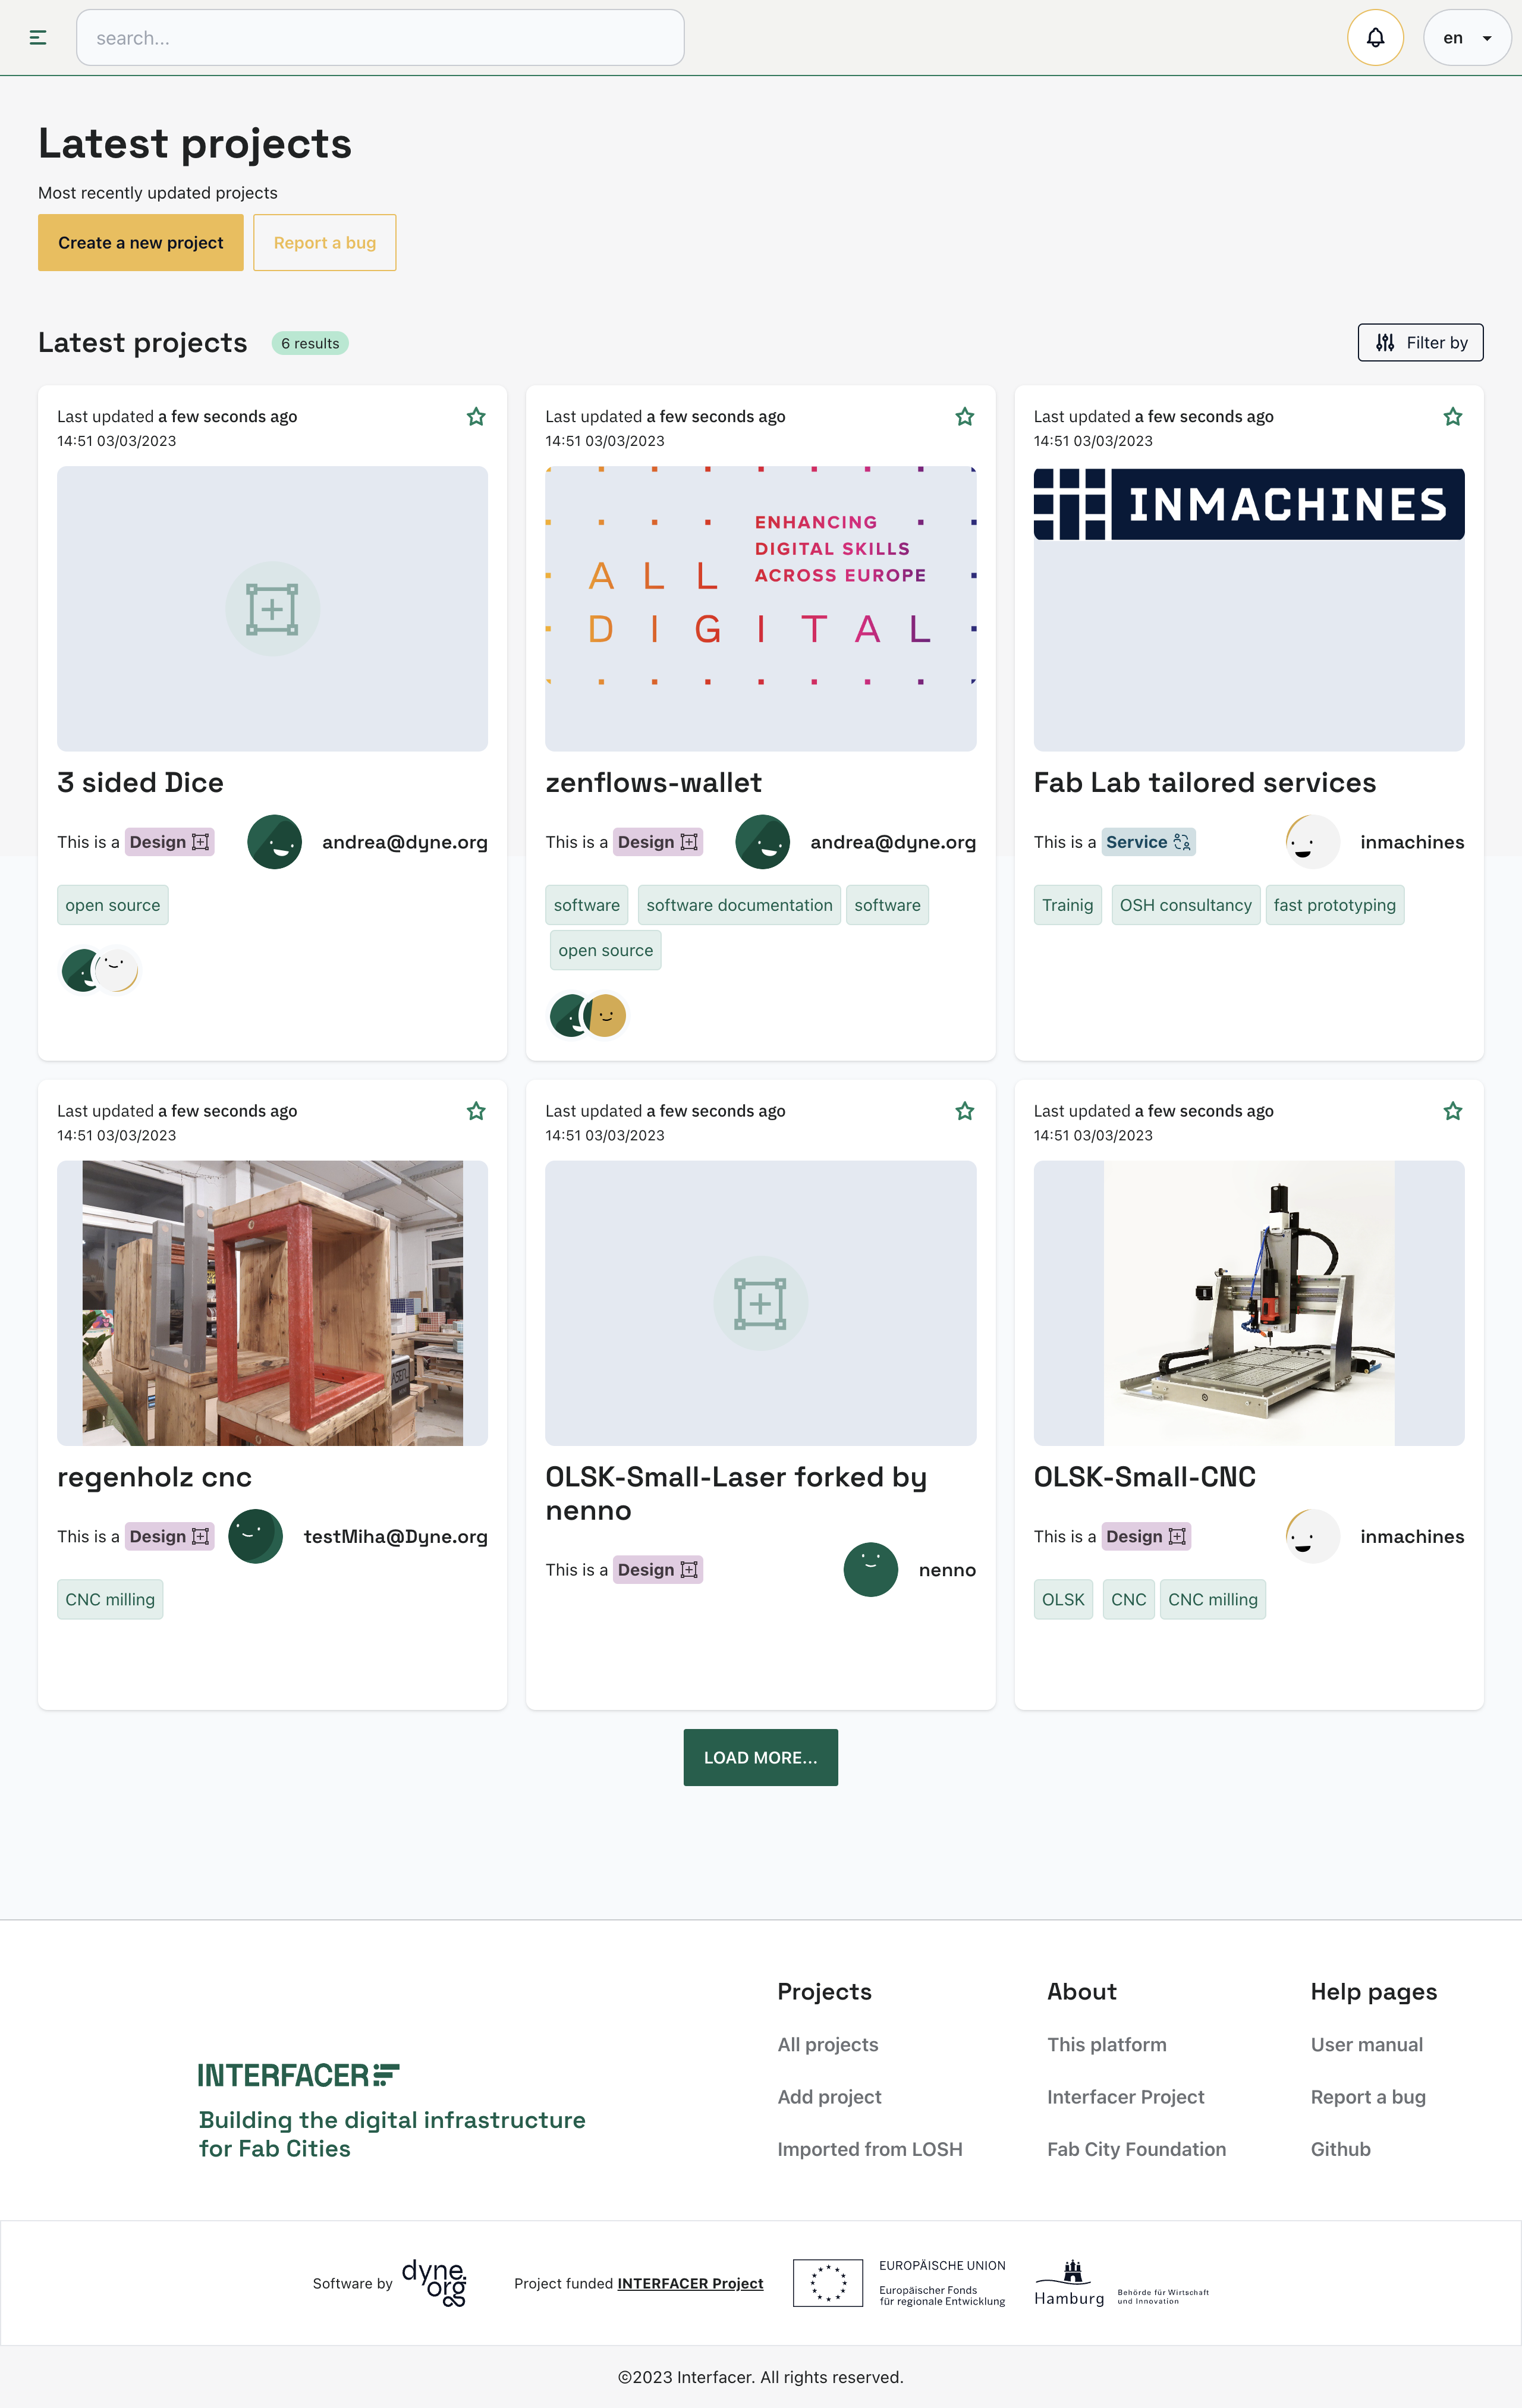 search...
en
Latest projects
Most recently updated projects
Create a new project
Report a bug
Latest projects
6 results
Filter by
Last updated a few seconds ago
14:51 03/03/2023
3 sided Dice
This is a Design
andrea@dyne.org
open source
Last updated a few seconds ago
14:51 03/03/2023
ENHANCING
DIGITAL SKILLS
ACROSS EUROPE
ALL
DIGITAL
zenflows-wallet
This is a Design
andrea@dyne.org
software software documentation software
open source
Last updated a few seconds ago
14:51 03/03/2023
INMACHINES
Fab Lab tailored services
This is a Service
inmachines
Trainig OSH consultancy fast prototyping
Last updated a few seconds ago
14:51 03/03/2023
regenholz cnc
This is a Design
testMiha@Dyne.org
CNC milling
Last updated a few seconds ago
14:51 03/03/2023
OLSK-Small-Laser forked by
nenno
This is a Design
nenno
Last updated a few seconds ago
14:51 03/03/2023
OLSK-Small-CNC
This is a Design
inmachines
OLSK CNC CNC milling
LOAD MORE...
INTERFACER
Building the digital infrastructure
for Fab Cities
Projects
All projects
Add project
Imported from LOSH
About
This platform
Interfacer Project
Fab City Foundation
Help pages
User manual
Report a bug
Github
Software by
dyne.
org
Project funded INTERFACER Project
EUROPÄISCHE UNION
Europäischer Fonds
für regionale Entwicklung
Hamburg
Behörde für Wirtschaft
und Innovation
©2023 Interfacer. All rights reserved.